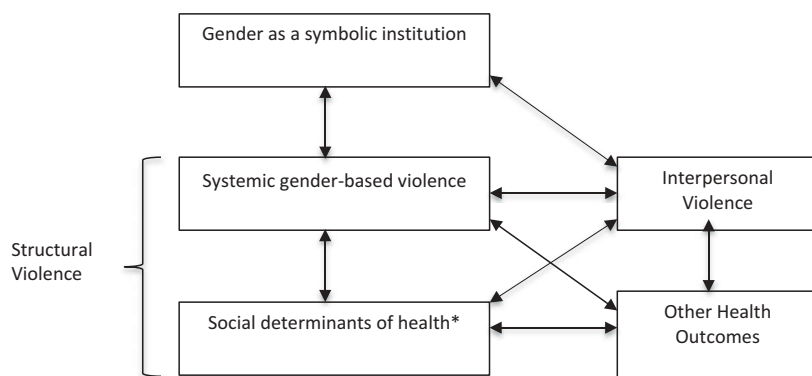 Gender as a symbolic institution
Systemic gender-based violence
Interpersonal
Violence
Structural
Violence
Social determinants of health*
Other Health
Outcomes